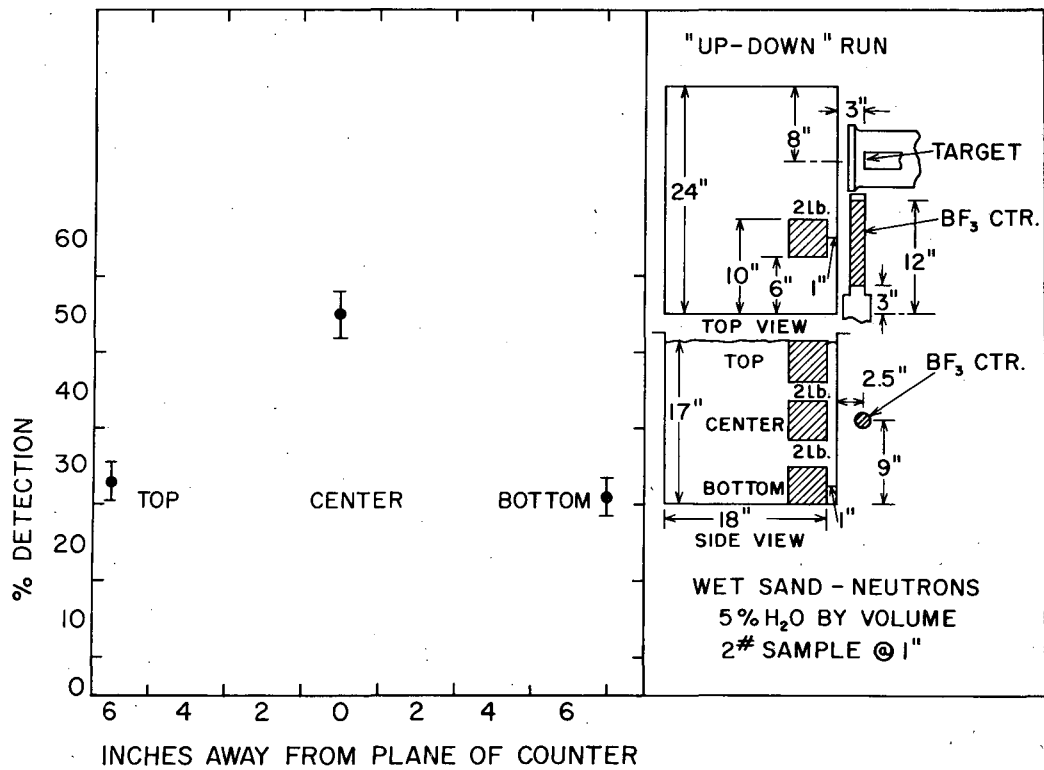 % DETECTION
60
50
40
30
20
10
0
TOP CENTER BOTTOM
6 4 2 0 2 4 6
INCHES AWAY FROM PLANE OF COUNTER
"UP-DOWN" RUN
3"
8"
TARGET
24"
2 lb.
BF₃ CTR.
10"
6"
1"
12"
3"
TOP VIEW
TOP
2.5"
BF₃ CTR.
17"
2 lb.
CENTER
2 lb.
9"
BOTTOM
18"
1"
SIDE VIEW
WET SAND - NEUTRONS
5% H₂O BY VOLUME
2# SAMPLE @ 1"